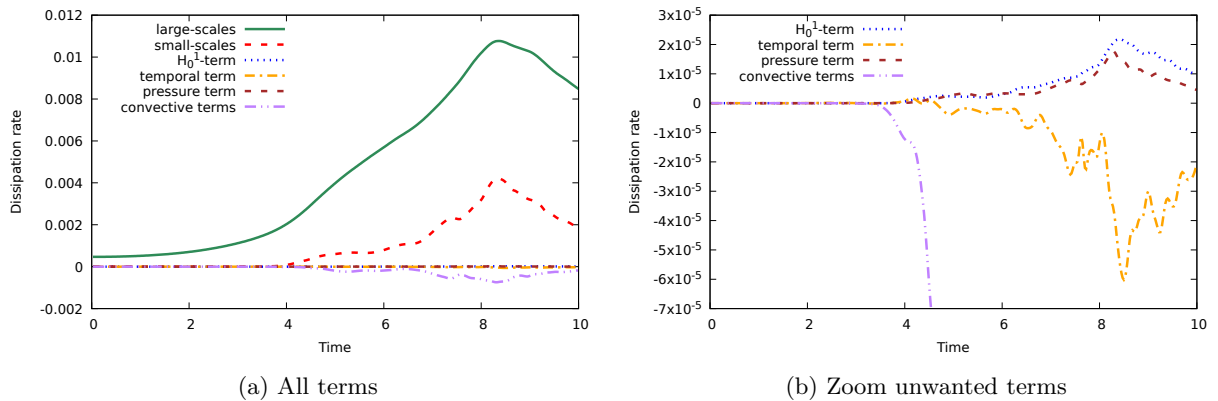 0.012
0.01
0.008
0.006
0.004
0.002
0
-0.002
Dissipation rate
large-scales
small-scales
H₀¹-term
temporal term
pressure term
convective terms
0 2 4 6 8 10
Time
(a) All terms
3x10⁻⁵
2x10⁻⁵
1x10⁻⁵
0
-1x10⁻⁵
-2x10⁻⁵
-3x10⁻⁵
-4x10⁻⁵
-5x10⁻⁵
-6x10⁻⁵
-7x10⁻⁵
Dissipation rate
H₀¹-term
temporal term
pressure term
convective terms
0 2 4 6 8 10
Time
(b) Zoom unwanted terms